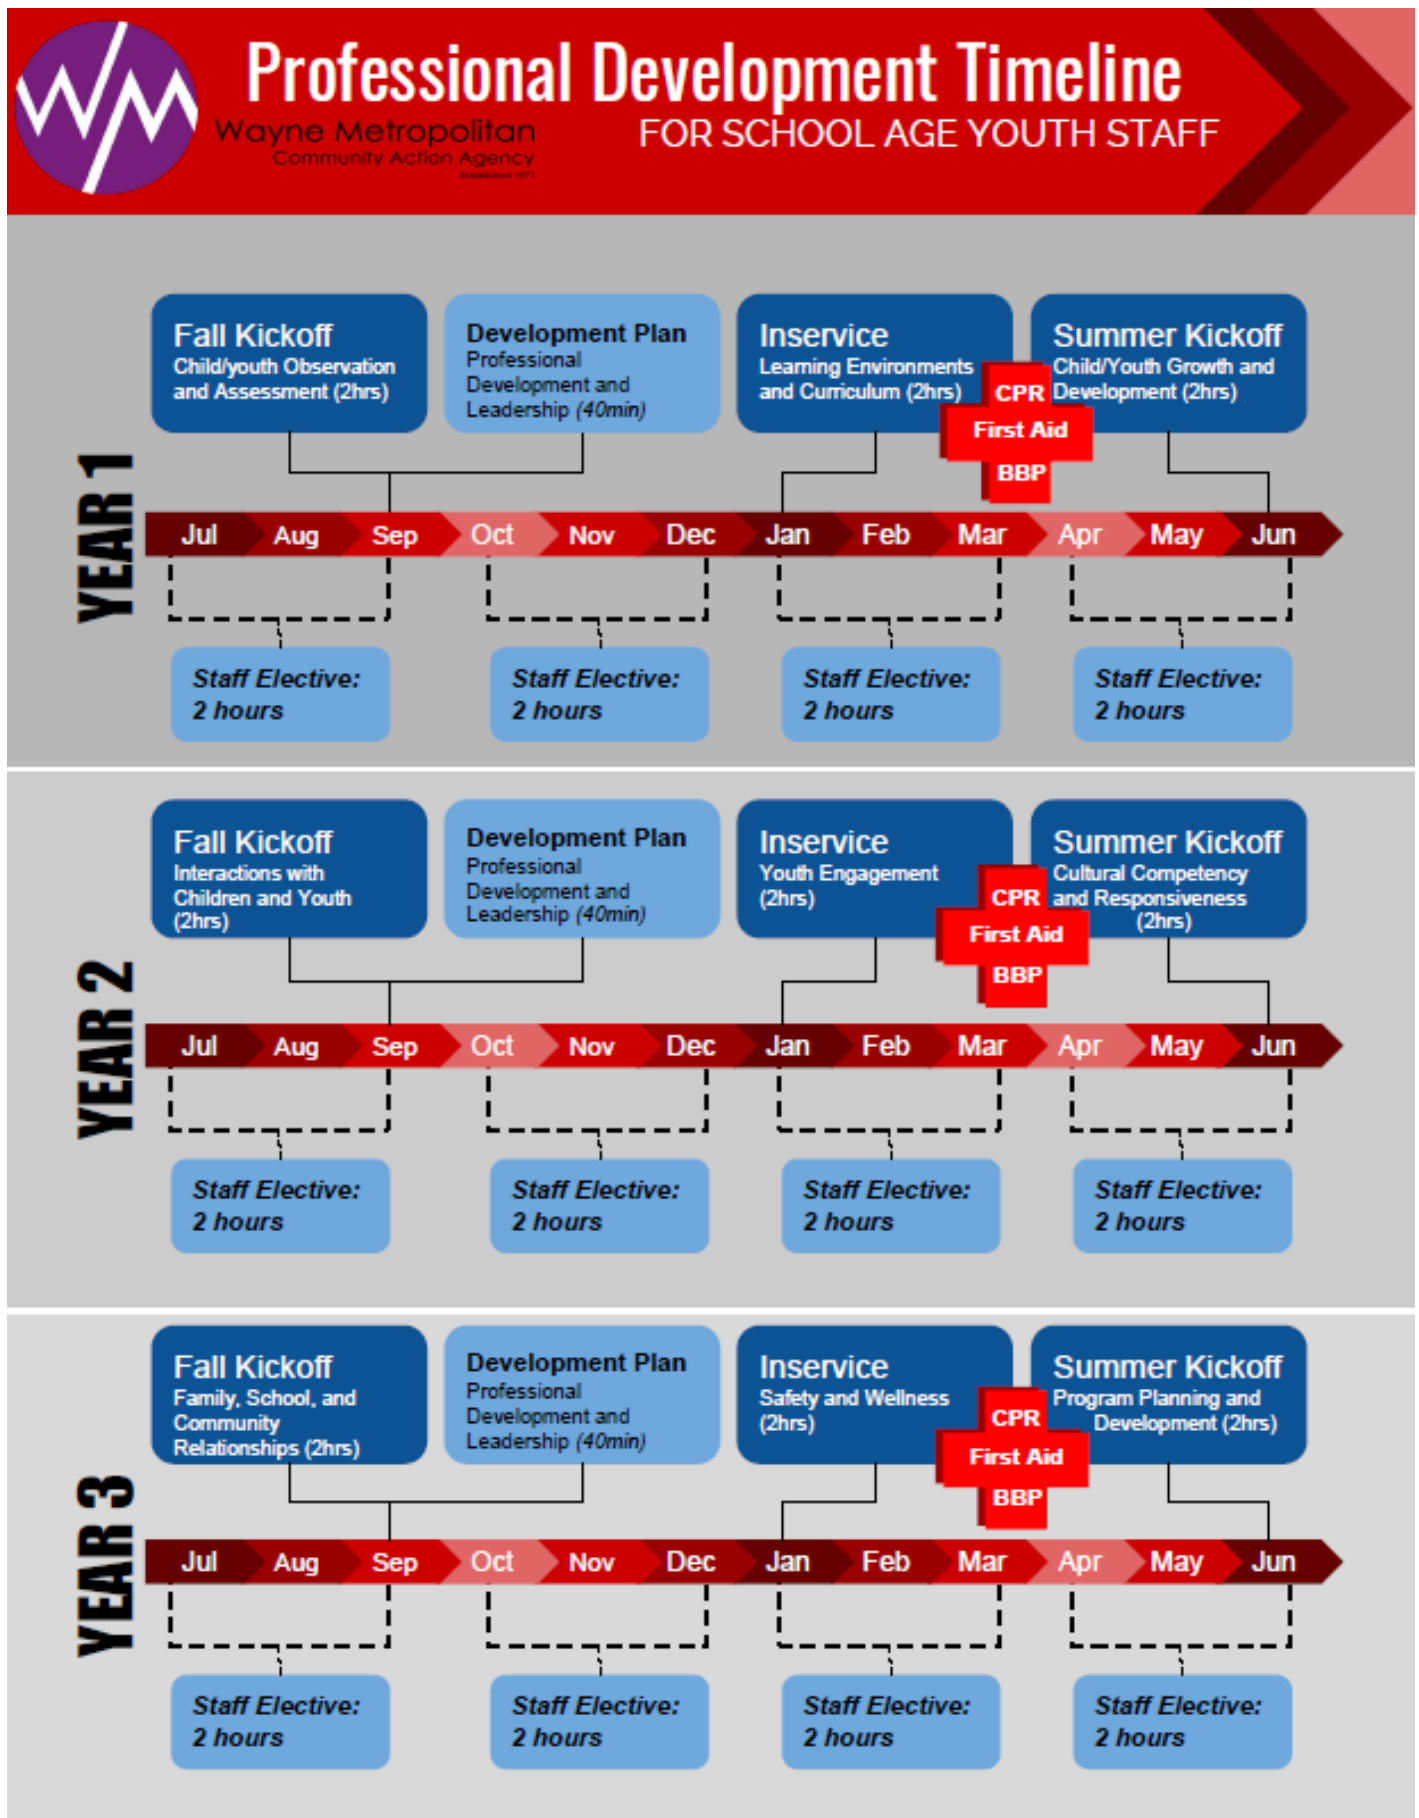 WM
Professional Development Timeline
Wayne Metropolitan
Community Action Agency
Established 1971
FOR SCHOOL AGE YOUTH STAFF
YEAR 1
Fall Kickoff
Child/youth Observation
and Assessment (2hrs)
Development Plan
Professional
Development and
Leadership (40min)
Inservice
Learning Environments
and Curriculum (2hrs)
CPR
First Aid
BBP
Summer Kickoff
Child/Youth Growth and
Development (2hrs)
Jul Aug Sep Oct Nov Dec Jan Feb Mar Apr May Jun
Staff Elective:
2 hours
Staff Elective:
2 hours
Staff Elective:
2 hours
Staff Elective:
2 hours
YEAR 2
Fall Kickoff
Interactions with
Children and Youth
(2hrs)
Development Plan
Professional
Development and
Leadership (40min)
Inservice
Youth Engagement
(2hrs)
CPR
First Aid
BBP
Summer Kickoff
Cultural Competency
and Responsiveness
(2hrs)
Jul Aug Sep Oct Nov Dec Jan Feb Mar Apr May Jun
Staff Elective:
2 hours
Staff Elective:
2 hours
Staff Elective:
2 hours
Staff Elective:
2 hours
YEAR 3
Fall Kickoff
Family, School, and
Community
Relationships (2hrs)
Development Plan
Professional
Development and
Leadership (40min)
Inservice
Safety and Wellness
(2hrs)
CPR
First Aid
BBP
Summer Kickoff
Program Planning and
Development (2hrs)
Jul Aug Sep Oct Nov Dec Jan Feb Mar Apr May Jun
Staff Elective:
2 hours
Staff Elective:
2 hours
Staff Elective:
2 hours
Staff Elective:
2 hours